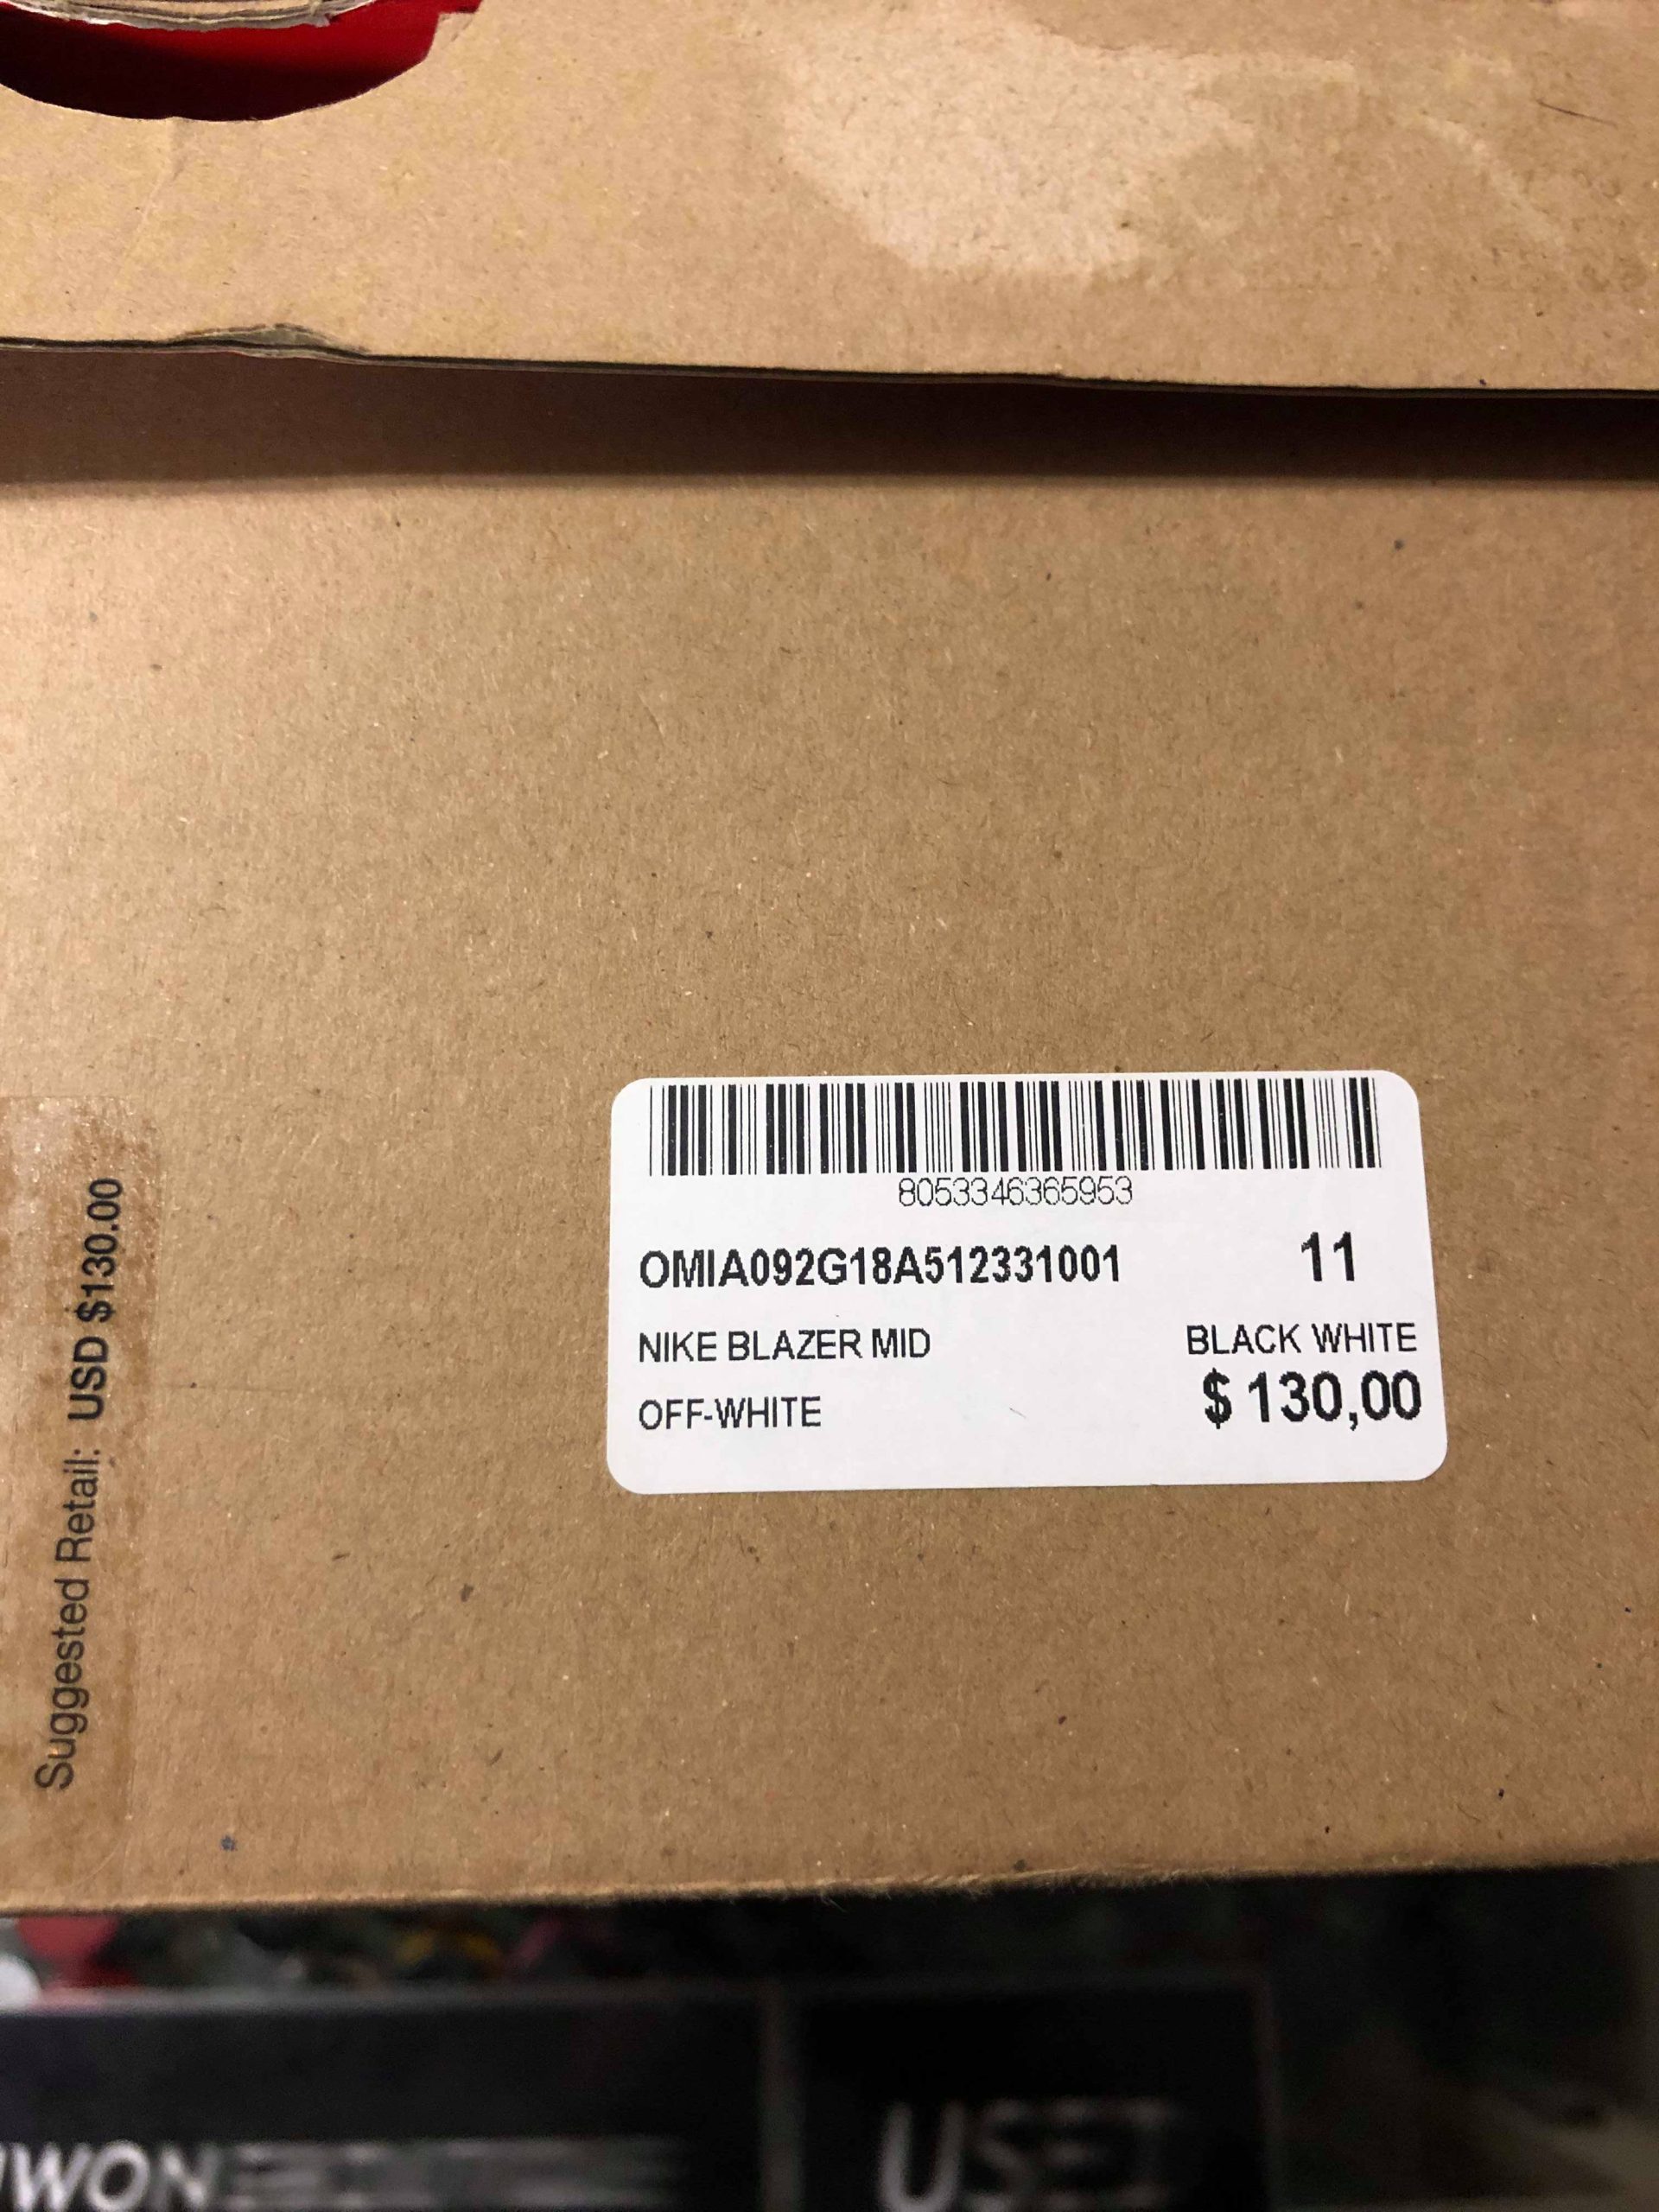 8053346365953
OMIA092G18A512331001 11
NIKE BLAZER MID BLACK WHITE
OFF-WHITE $ 130,00
Suggested Retail: USD $130.00